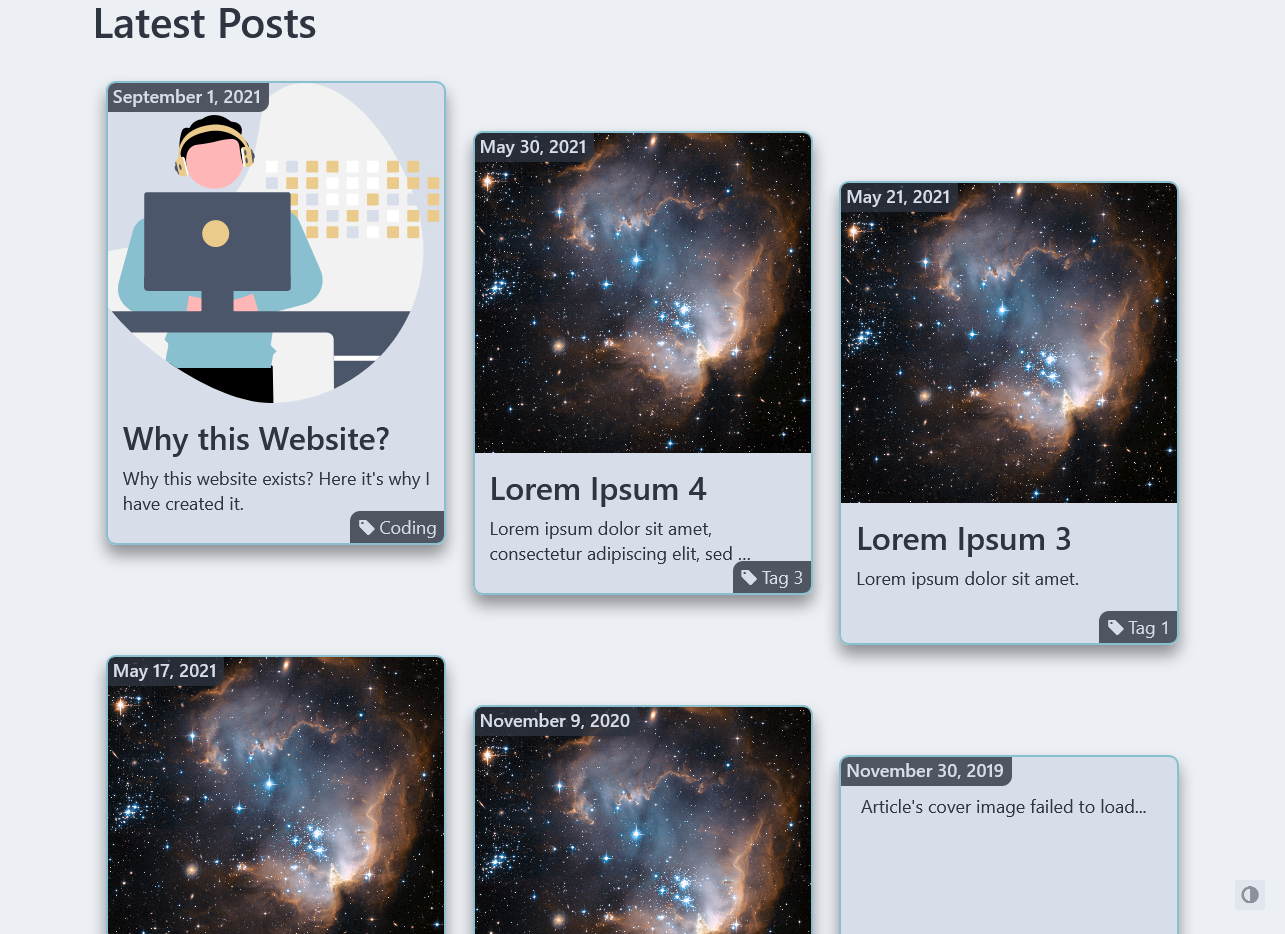 Latest Posts
September 1, 2021
Why this Website?
Why this website exists? Here it's why I
have created it.
Coding
May 30, 2021
Lorem Ipsum 4
Lorem ipsum dolor sit amet,
consectetur adipiscing elit, sed ...
Tag 3
May 21, 2021
Lorem Ipsum 3
Lorem ipsum dolor sit amet.
Tag 1
May 17, 2021
November 9, 2020
November 30, 2019
Article's cover image failed to load...